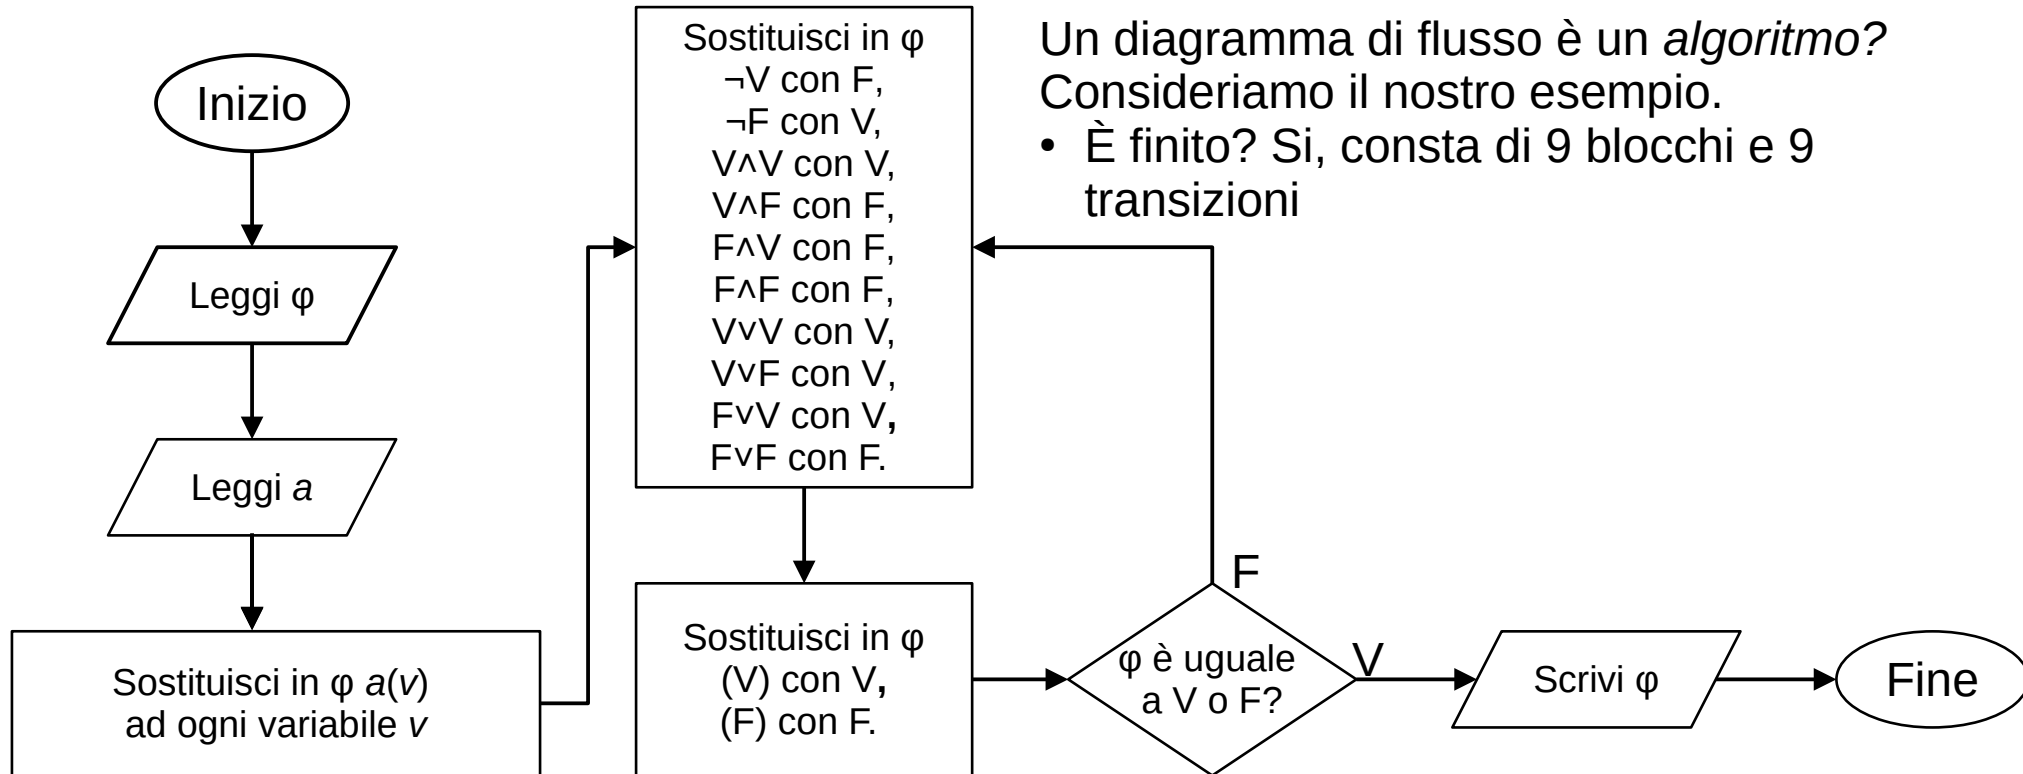 Inizio
Leggi φ
Leggi a
Sostituisci in φ a(v)
ad ogni variabile v
Sostituisci in φ
¬V con F,
¬F con V,
V∧V con V,
V∧F con F,
F∧V con F,
F∧F con F,
V∨V con V,
V∨F con V,
F∨V con V,
F∨F con F.
Sostituisci in φ
(V) con V,
(F) con F.
φ è uguale
a V o F?
F
V
Scrivi φ
Fine
Un diagramma di flusso è un algoritmo?
Consideriamo il nostro esempio.
• È finito? Si, consta di 9 blocchi e 9
transizioni